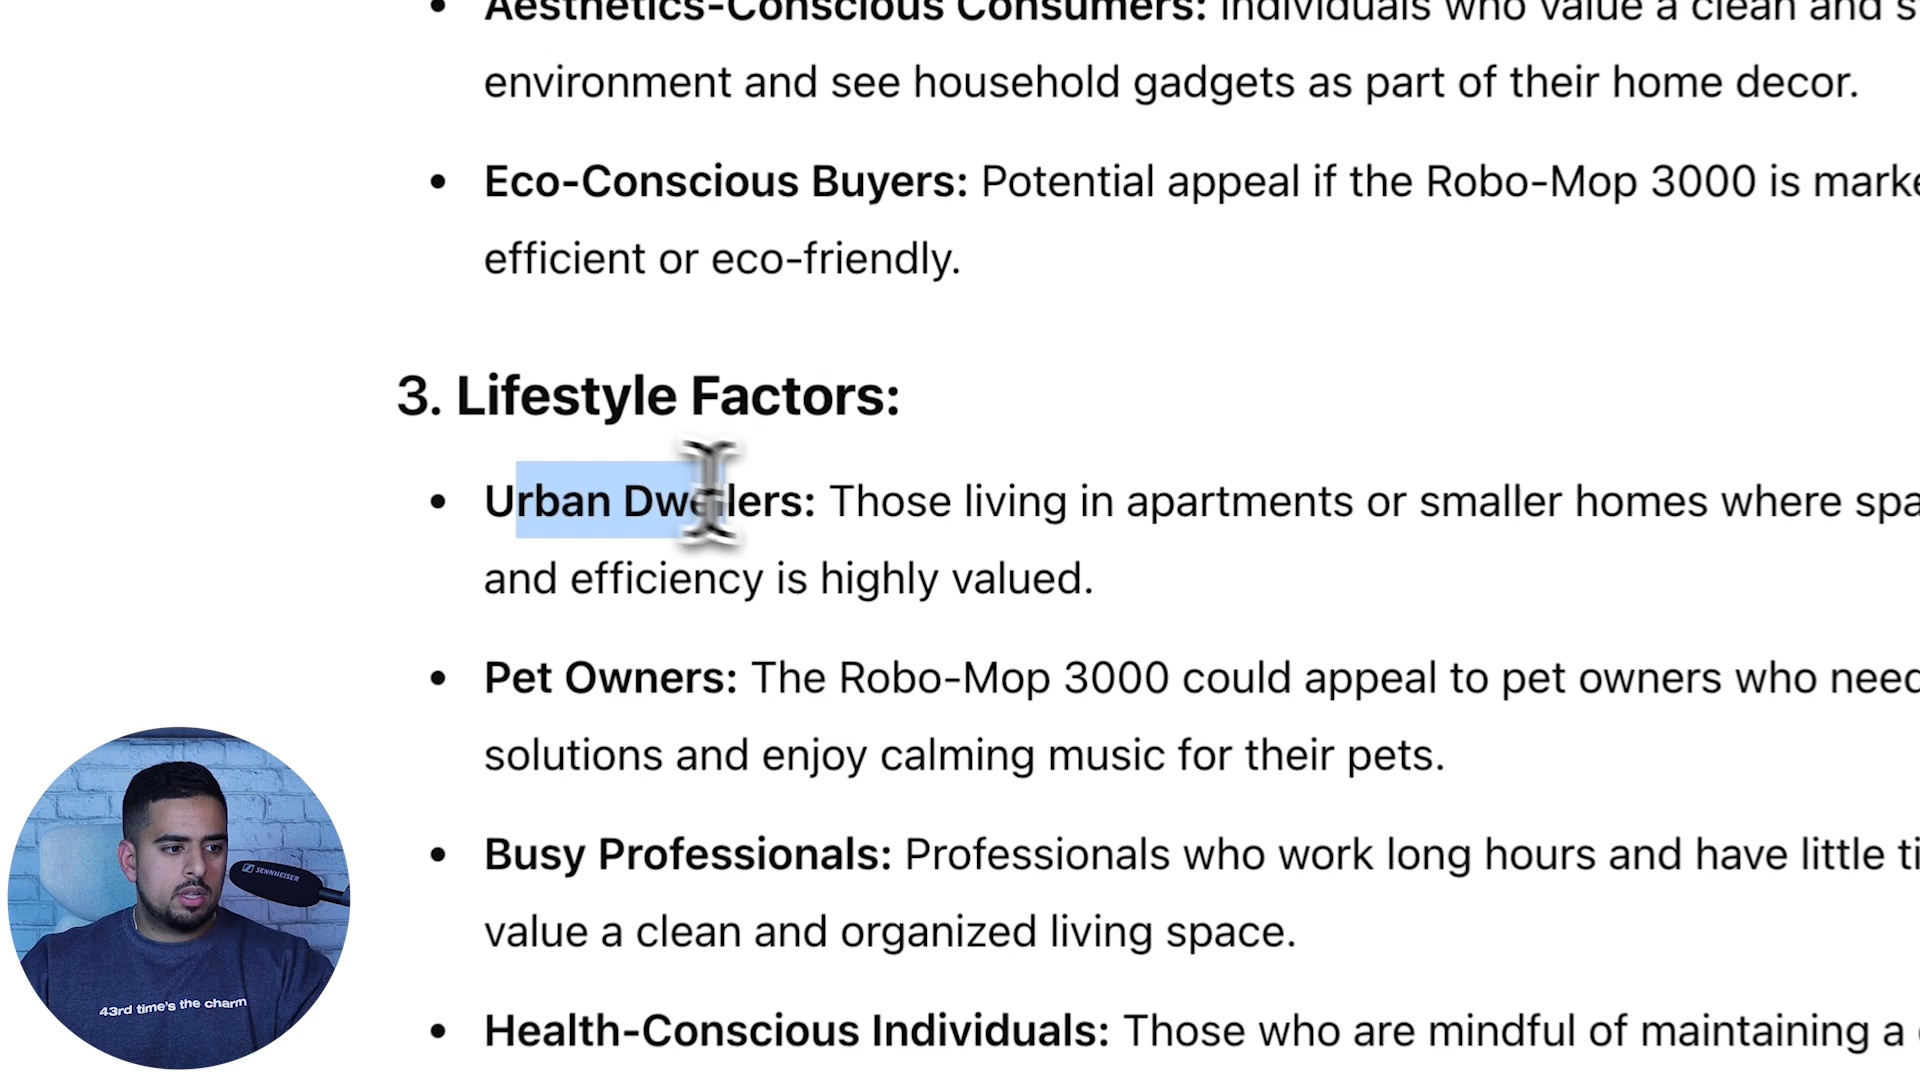 Aesthetics-Conscious Consumers: Individuals who value a clean and
environment and see household gadgets as part of their home decor.
Eco-Conscious Buyers: Potential appeal if the Robo-Mop 3000 is
efficient or eco-friendly.
3. Lifestyle Factors:
Urban Dwellers: Those living in apartments or smaller homes where
and efficiency is highly valued.
Pet Owners: The Robo-Mop 3000 could appeal to pet owners who need
solutions and enjoy calming music for their pets.
Busy Professionals: Professionals who work long hours and have little
value a clean and organized living space.
Health-Conscious Individuals: Those who are mindful of maintaining a
SENNHEISER
43rd time's the charm